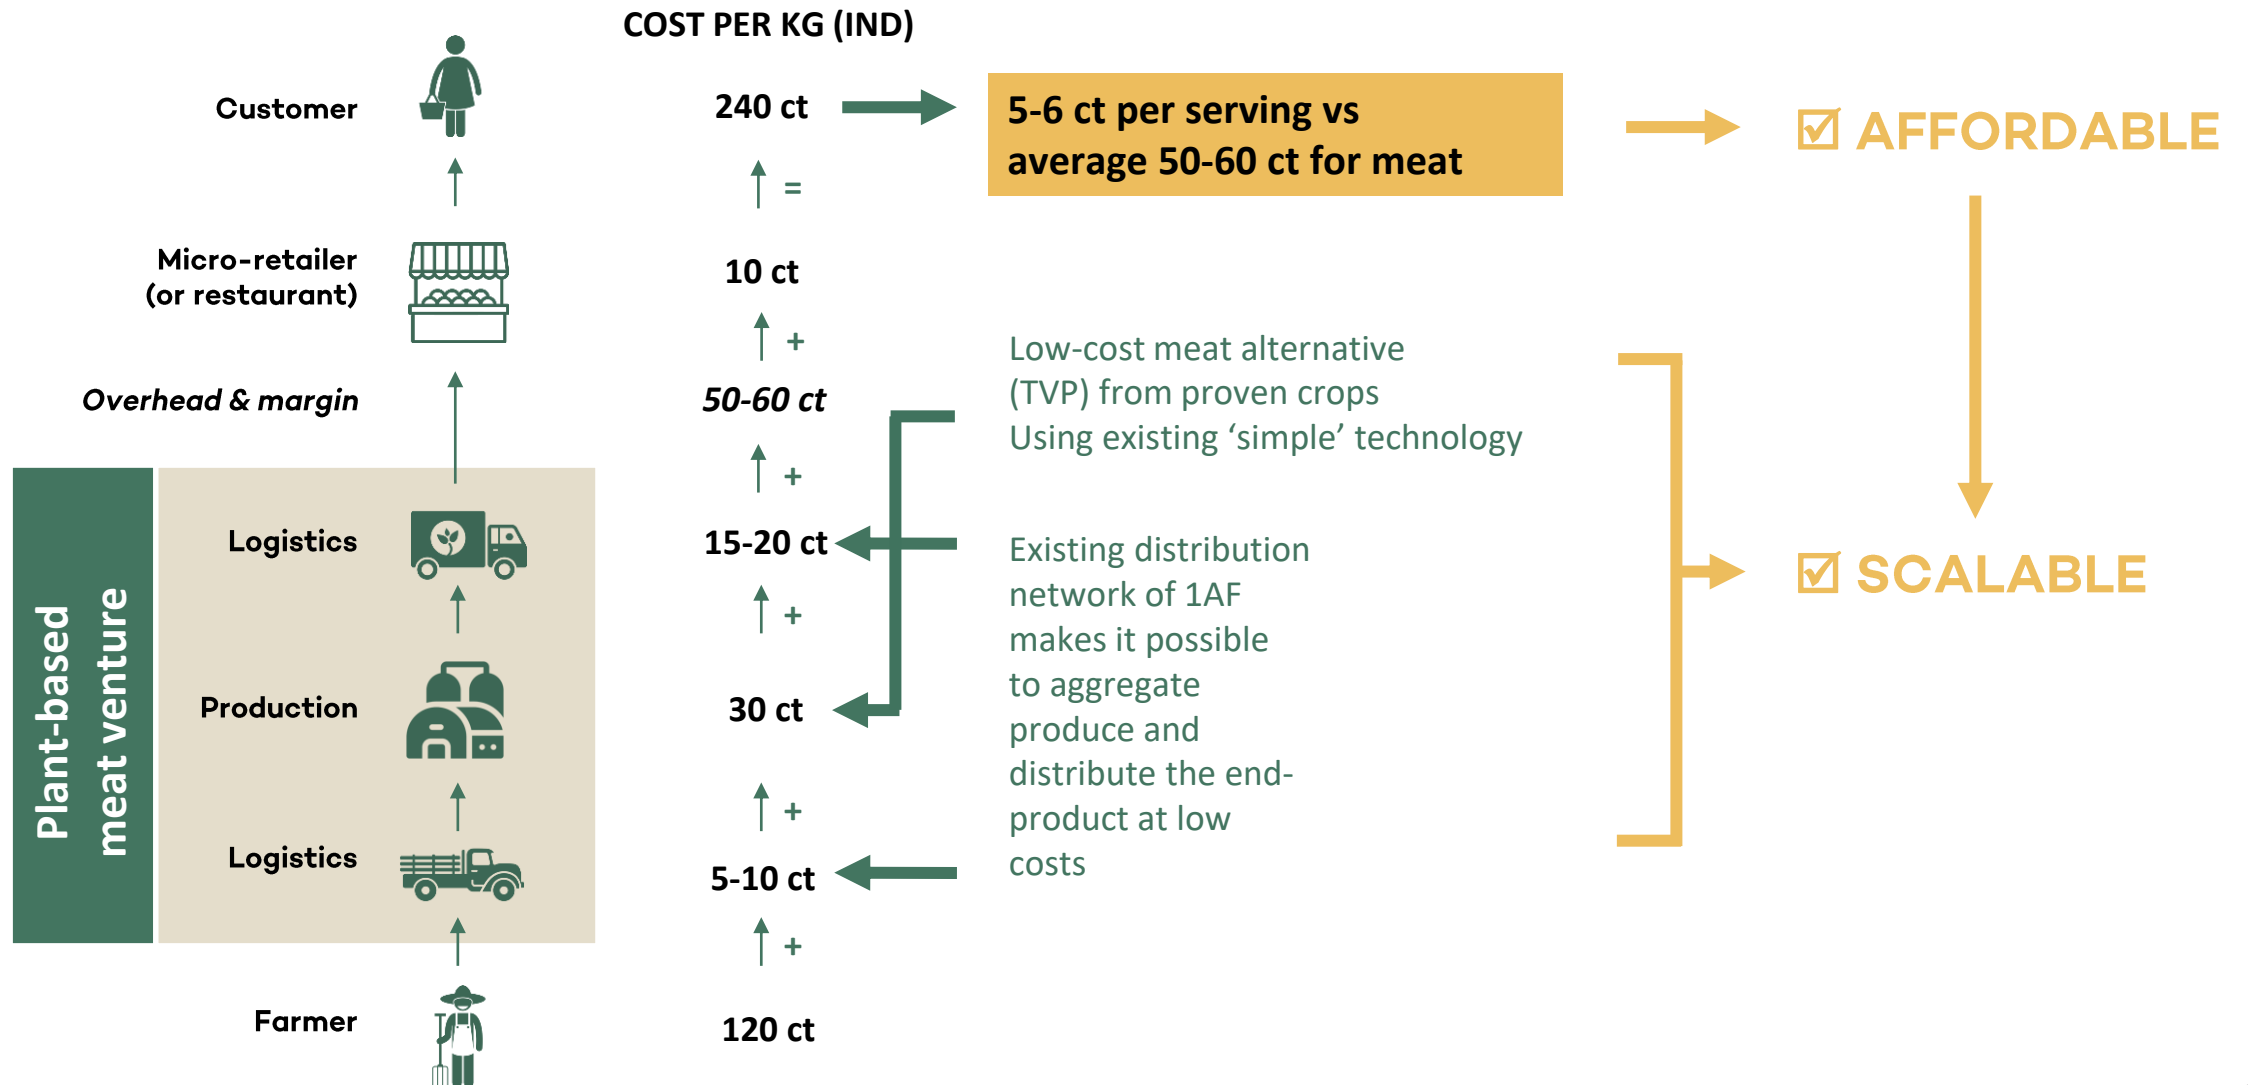 COST PER KG (IND)
Customer
240 ct
5-6 ct per serving vs
average 50-60 ct for meat
AFFORDABLE
=
Micro-retailer
(or restaurant)
10 ct
+
Overhead & margin
50-60 ct
Low-cost meat alternative
(TVP) from proven crops
Using existing ‘simple’ technology
+
Plant-based
meat venture
Logistics
15-20 ct
Existing distribution
network of 1AF
makes it possible
to aggregate
produce and
distribute the end-
product at low
costs
SCALABLE
+
Production
30 ct
+
Logistics
5-10 ct
+
Farmer
120 ct